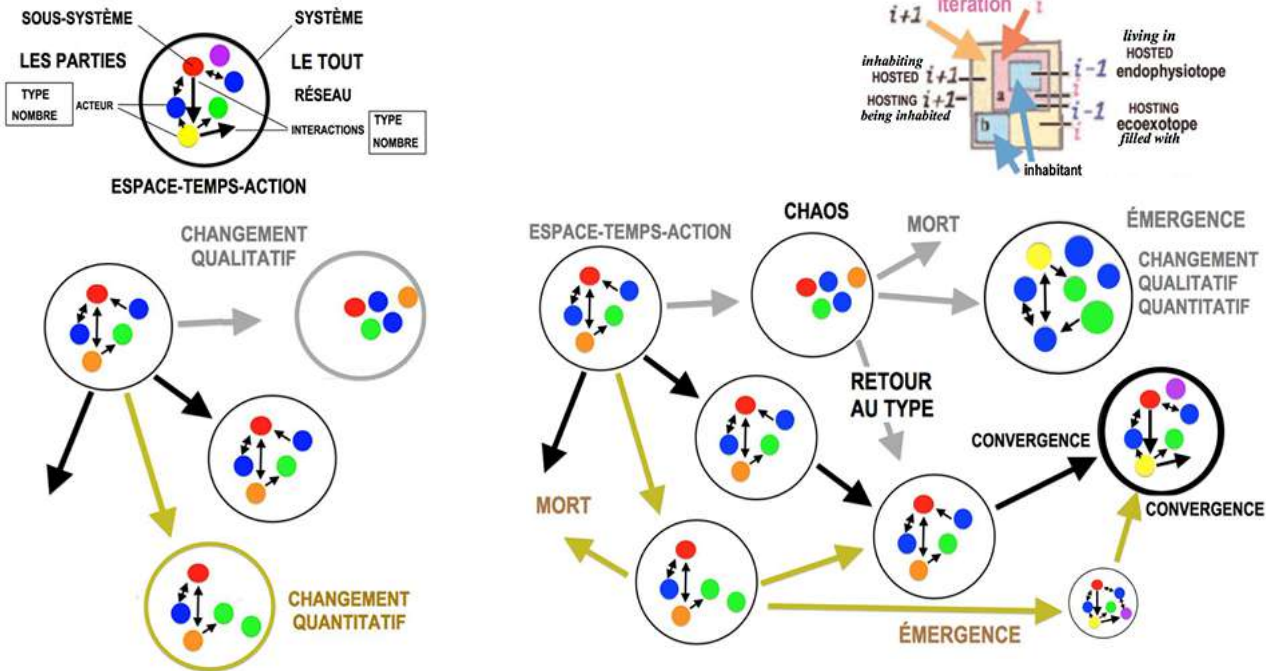 SOUS-SYSTÈME
SYSTÈME
LES PARTIES
LE TOUT
RÉSEAU
TYPE
NOMBRE
ACTEUR
INTERACTIONS
TYPE
NOMBRE
ESPACE-TEMPS-ACTION
iteration i
i+1
inhabiting
HOSTED i+1
HOSTING i+1
being inhabited
a
b
living in
HOSTED
i-1 endophysiotope
i
i-1 HOSTING
i ecoexotope
filled with
inhabitant
CHANGEMENT
QUALITATIF
CHANGEMENT
QUANTITATIF
ESPACE-TEMPS-ACTION
CHAOS
MORT
ÉMERGENCE
CHANGEMENT
QUALITATIF
QUANTITATIF
RETOUR
AU TYPE
CONVERGENCE
CONVERGENCE
MORT
ÉMERGENCE